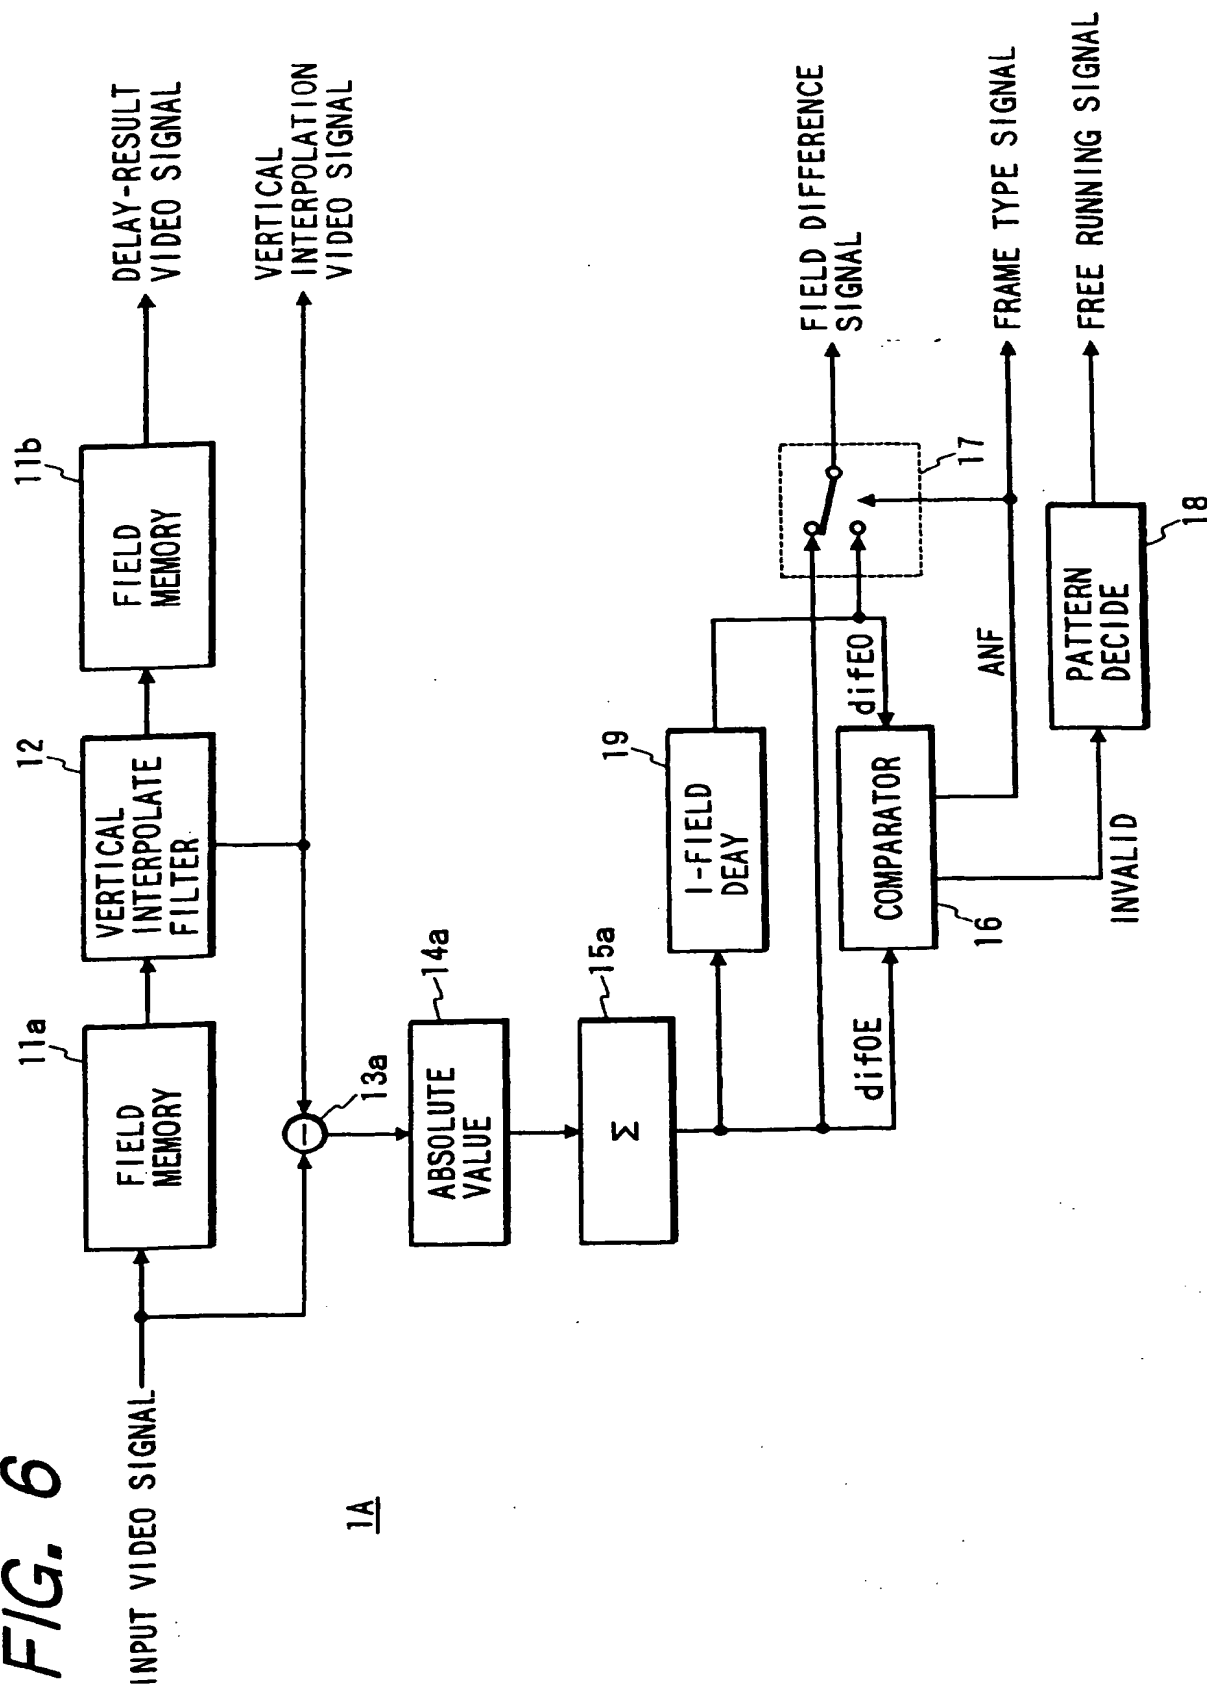 FIG. 6
INPUT VIDEO SIGNAL
11a
FIELD
MEMORY
12
VERTICAL
INTERPOLATE
FILTER
11b
FIELD
MEMORY
DELAY-RESULT
VIDEO SIGNAL
VERTICAL
INTERPOLATION
VIDEO SIGNAL
13a
1A
14a
ABSOLUTE
VALUE
15a
Σ
19
1-FIELD
DEAY
17
FIELD DIFFERENCE
SIGNAL
difEO
difOE
COMPARATOR
16
ANF
FRAME TYPE SIGNAL
INVALID
PATTERN
DECIDE
18
FREE RUNNING SIGNAL